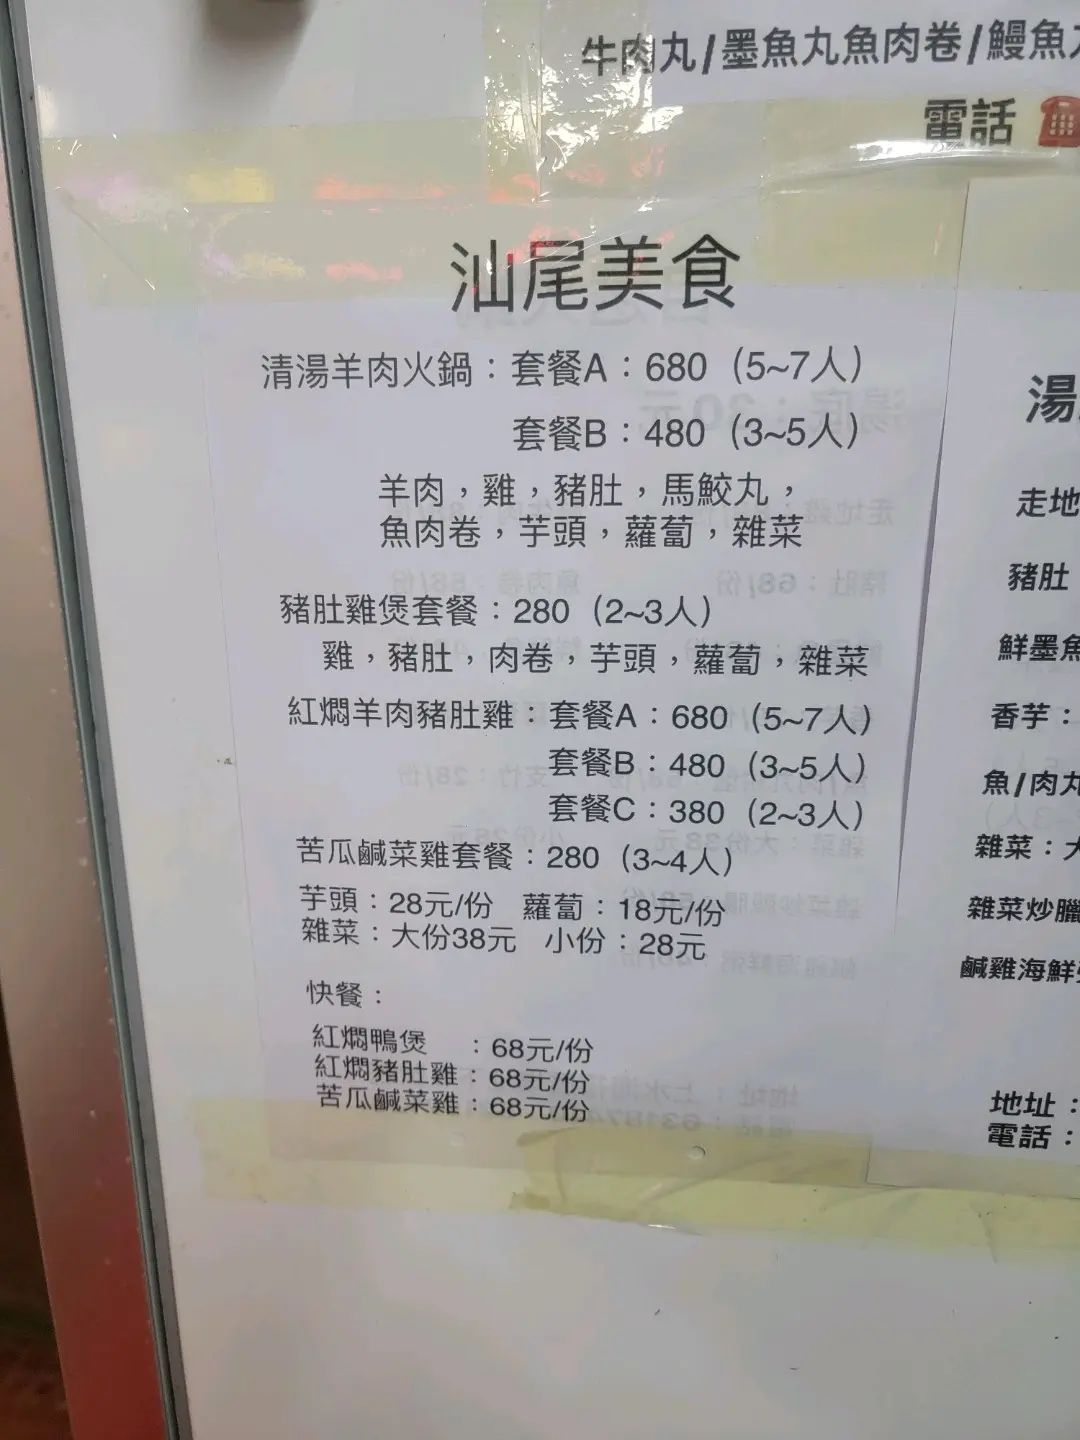 牛肉丸/墨魚丸魚肉卷/鰻魚
電話
汕尾美食
清湯羊肉火鍋：套餐A：680（5~7人）
套餐B：480（3~5人）
羊肉，雞，豬肚，馬鮫丸，
魚肉卷，芋頭，蘿蔔，雜菜
豬肚雞煲套餐：280（2~3人）
雞，豬肚，肉卷，芋頭，蘿蔔，雜菜
紅燜羊肉豬肚雞：套餐A：680（5~7人）
套餐B：480（3~5人）
套餐C：380（2~3人）
苦瓜鹹菜雞套餐：280（3~4人）
芋頭：28元/份 蘿蔔：18元/份
雜菜：大份38元 小份：28元
快餐：
紅燜鴨煲 ：68元/份
紅燜豬肚雞：68元/份
苦瓜鹹菜雞：68元/份
湯
走地
豬肚
鮮墨魚
香芋：
魚/肉丸
雜菜：大
雜菜炒臘
鹹雞海鮮
地址：
電話：